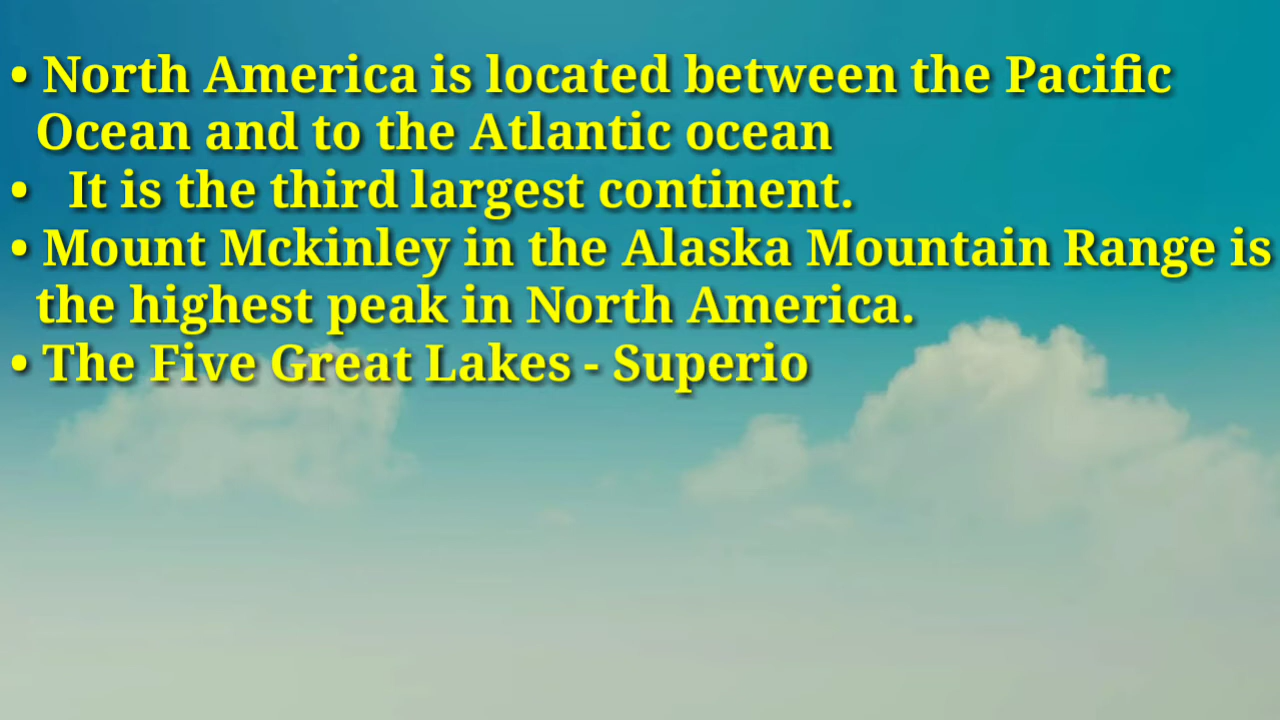 • North America is located between the Pacific
Ocean and to the Atlantic ocean
• It is the third largest continent.
• Mount Mckinley in the Alaska Mountain Range is
the highest peak in North America.
• The Five Great Lakes - Superio